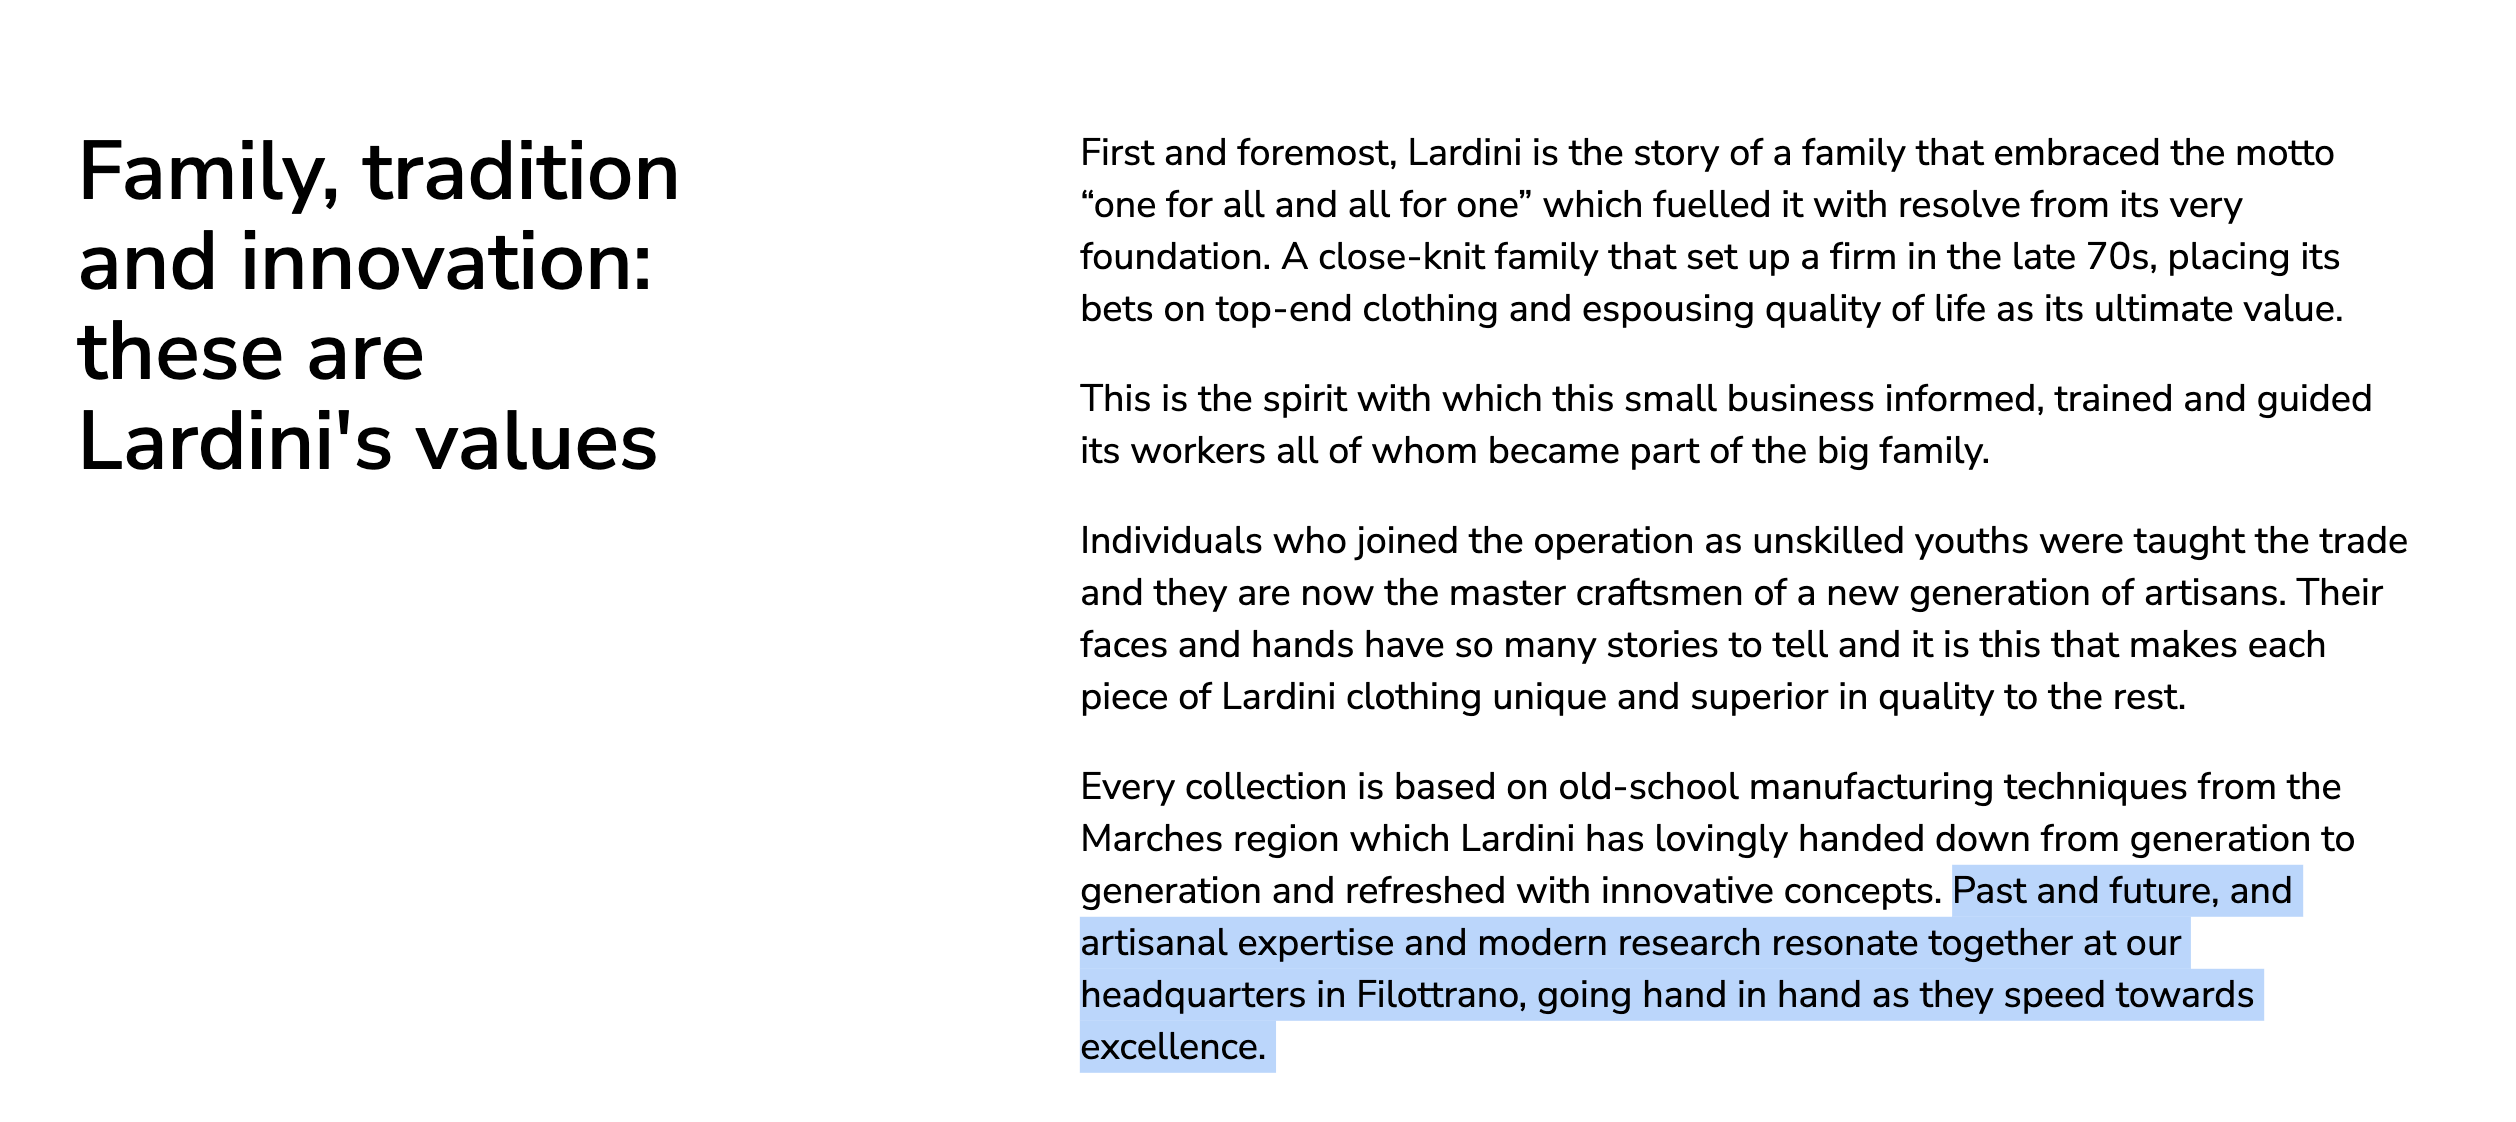 Family, tradition
and innovation:
these are
Lardini's values
First and foremost, Lardini is the story of a family that embraced the motto
“one for all and all for one” which fuelled it with resolve from its very
foundation. A close-knit family that set up a firm in the late 70s, placing its
bets on top-end clothing and espousing quality of life as its ultimate value.
This is the spirit with which this small business informed, trained and guided
its workers all of whom became part of the big family.
Individuals who joined the operation as unskilled youths were taught the trade
and they are now the master craftsmen of a new generation of artisans. Their
faces and hands have so many stories to tell and it is this that makes each
piece of Lardini clothing unique and superior in quality to the rest.
Every collection is based on old-school manufacturing techniques from the
Marches region which Lardini has lovingly handed down from generation to
generation and refreshed with innovative concepts. Past and future, and
artisanal expertise and modern research resonate together at our
headquarters in Filottrano, going hand in hand as they speed towards
excellence.